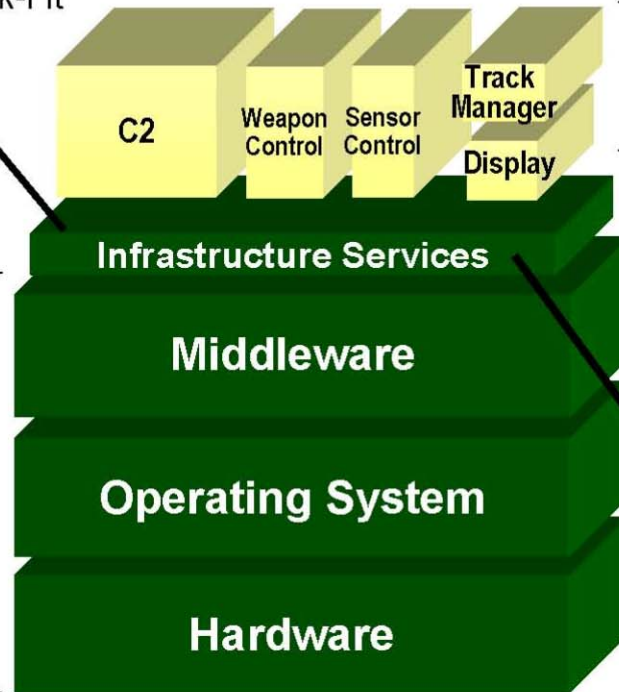 C2
Weapon
Control
Sensor
Control
Track
Manager
Display
Infrastructure Services
Middleware
Operating System
Hardware